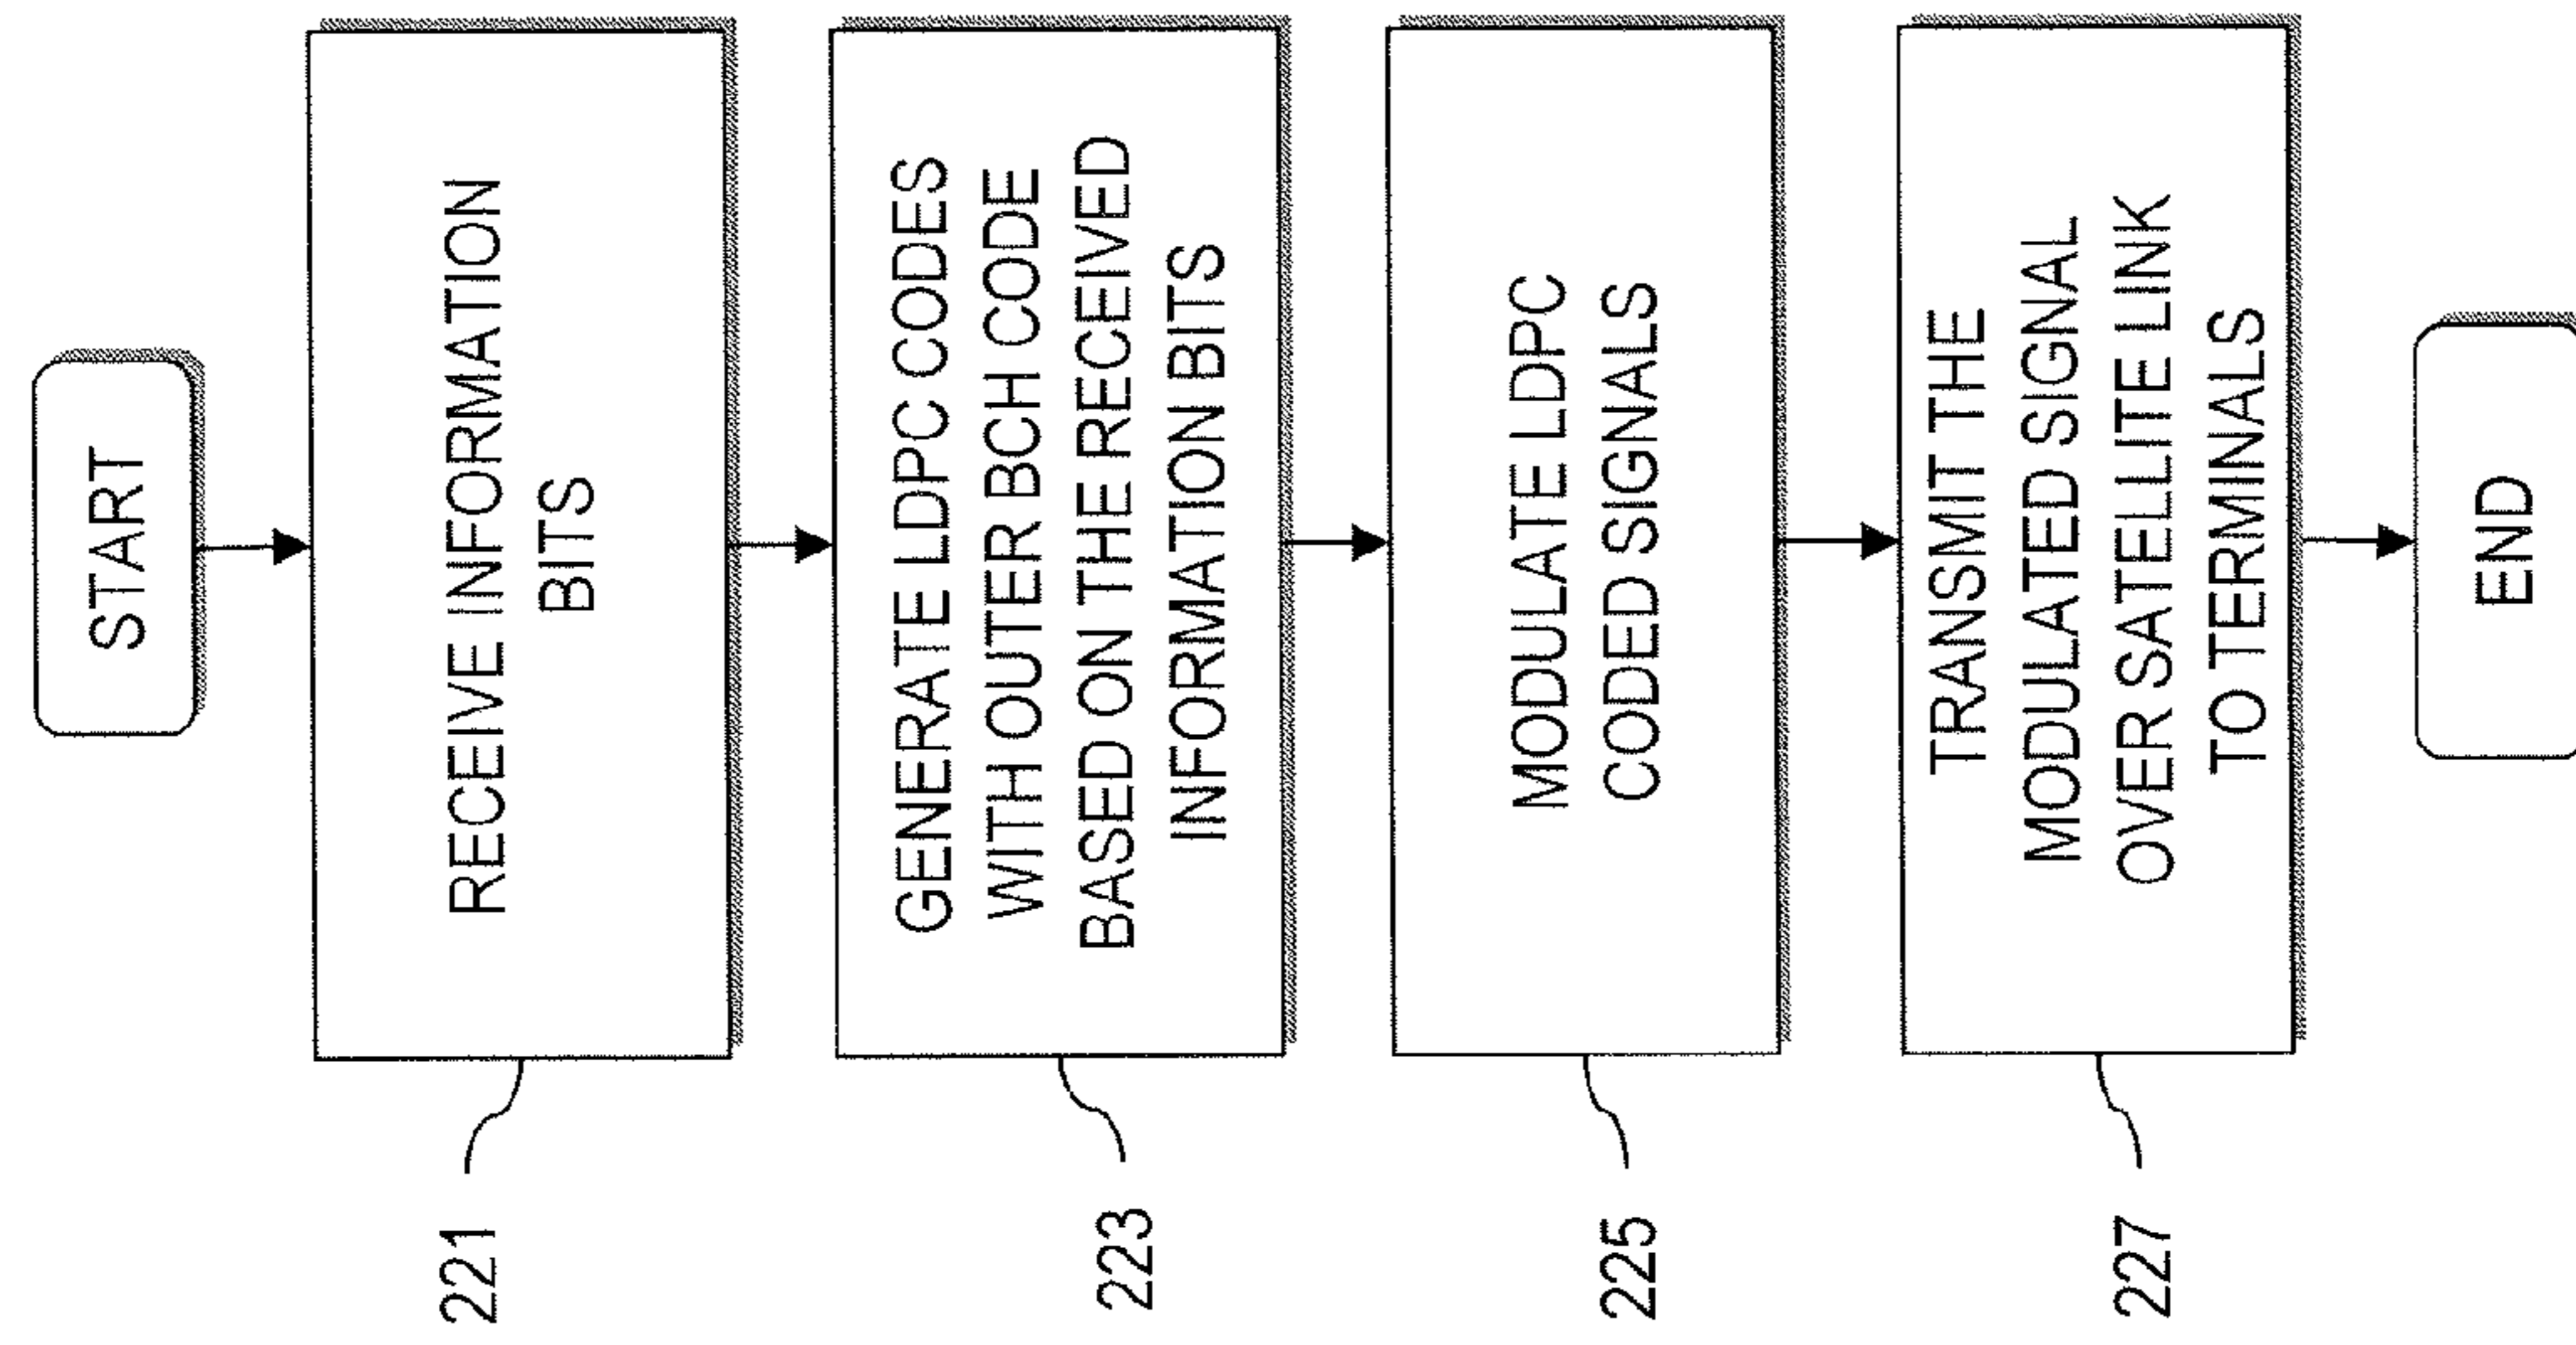 START
RECEIVE INFORMATION
BITS
221
GENERATE LDPC CODES
WITH OUTER BCH CODE
BASED ON THE RECEIVED
INFORMATION BITS
223
MODULATE LDPC
CODED SIGNALS
225
TRANSMIT THE
MODULATED SIGNAL
OVER SATELLITE LINK
TO TERMINALS
227
END